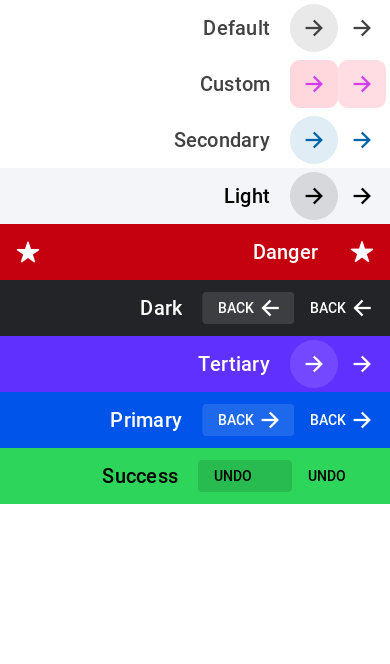 Default
Custom
Secondary
Light
Danger
Dark BACK BACK
Tertiary
Primary BACK BACK
Success UNDO UNDO